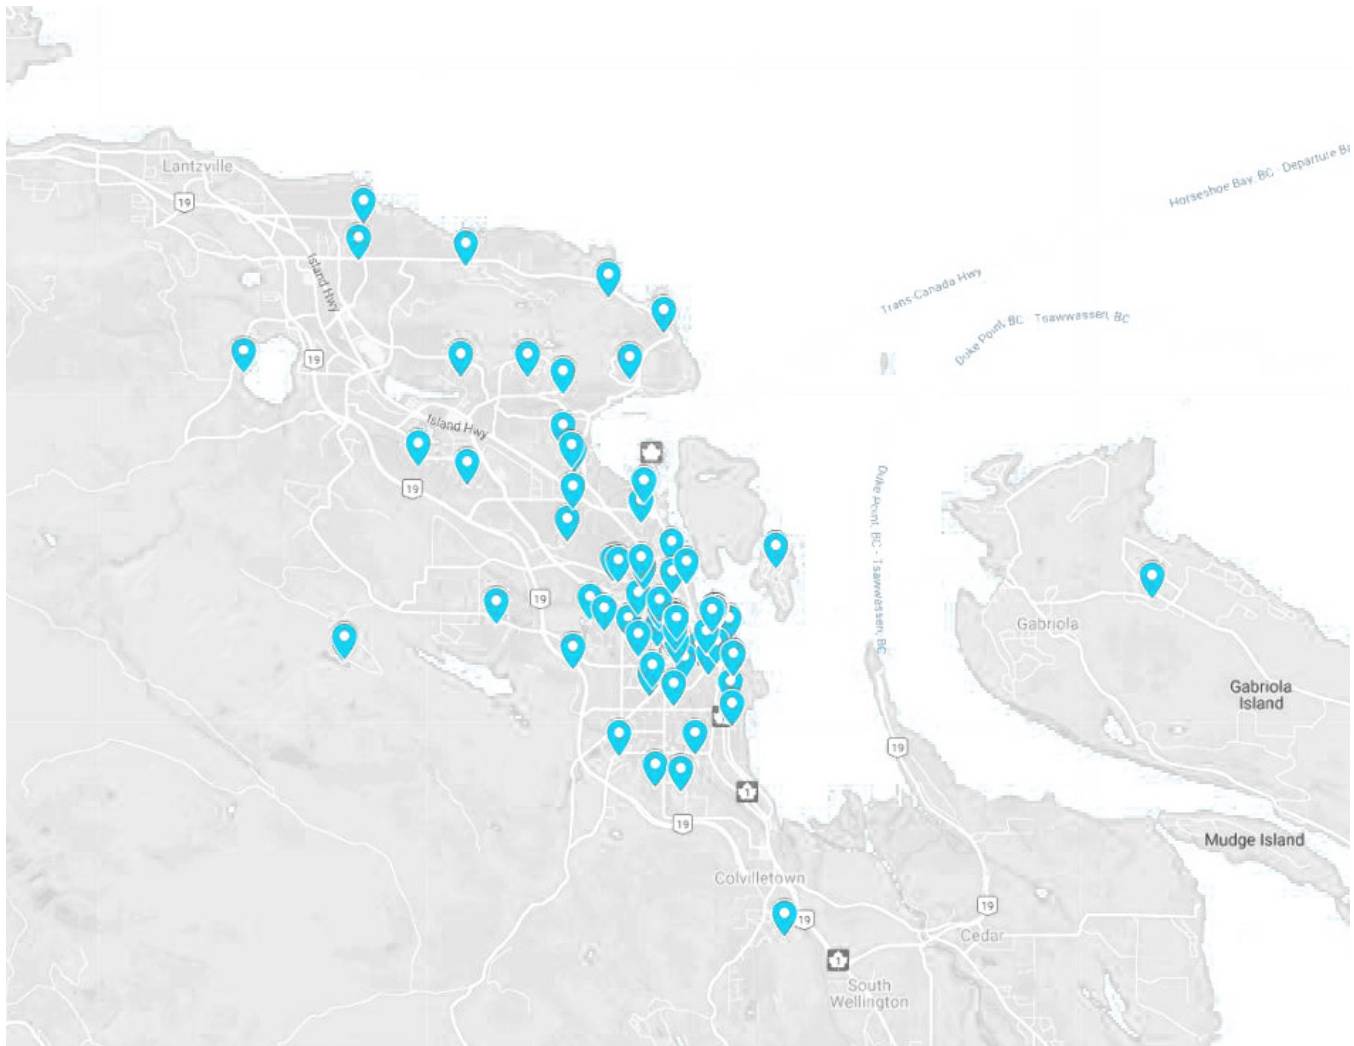 Lantzville
19
Horseshoe Bay, BC - Departure Ba
Island Hwy
Trans-Canada Hwy
Duke Point, BC - Tsawwassen, BC
19
Island Hwy
19
Duke Point, BC - Tsawwassen, BC
19
Gabriola
Gabriola
Island
19
1
19
Mudge Island
Colvilletown
19
19
Cedar
1
South
Wellington